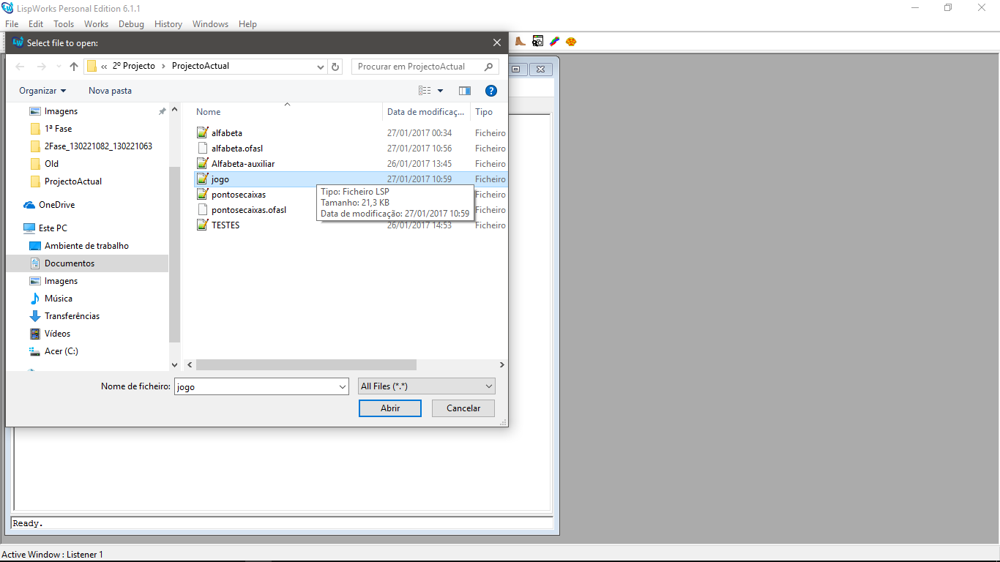 LispWorks Personal Edition 6.1.1
File Edit Tools Works Debug History Windows Help
Select file to open:
« 2º Projecto › ProjectoActual
Procurar em ProjectoActual
Organizar Nova pasta
Imagens
1ª Fase
2Fase_130221082_130221063
Old
ProjectoActual
OneDrive
Este PC
Ambiente de trabalho
Documentos
Imagens
Música
Transferências
Vídeos
Acer (C:)
Nome Data de modificaç... Tipo
alfabeta 27/01/2017 00:34 Ficheiro
alfabeta.ofasl 27/01/2017 10:56 Ficheiro
Alfabeta-auxiliar 26/01/2017 13:45 Ficheiro
jogo 27/01/2017 10:59 Ficheiro
pontosecaixas Ficheiro
pontosecaixas.ofasl Ficheiro
TESTES 26/01/2017 14:53 Ficheiro
Tipo: Ficheiro LSP
Tamanho: 21,3 KB
Data de modificação: 27/01/2017 10:59
Nome de ficheiro: jogo All Files (*.*)
Abrir Cancelar
Ready.
Active Window : Listener 1